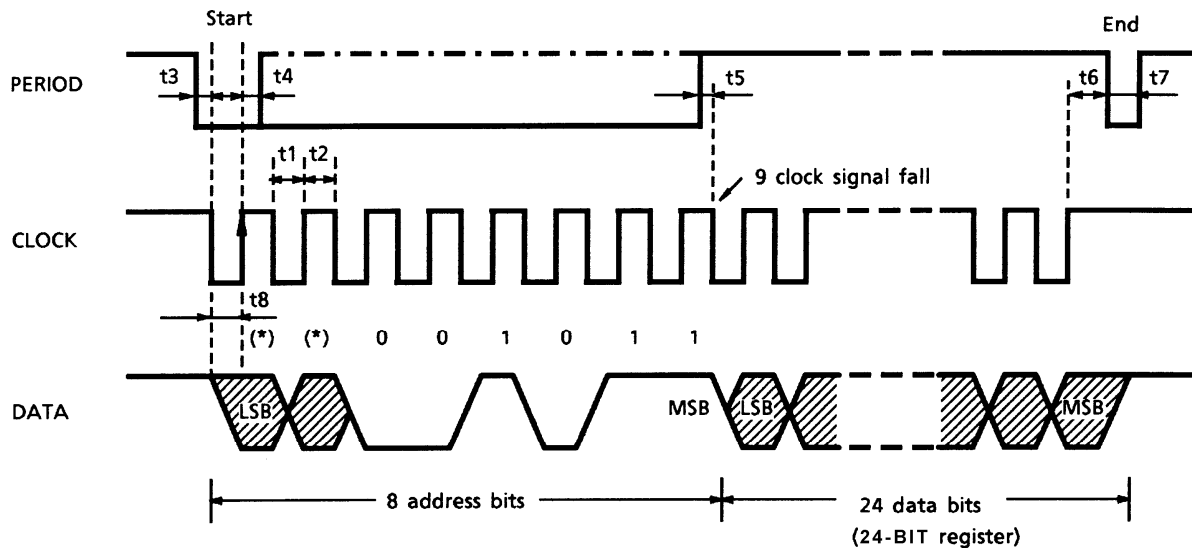 Start
End
PERIOD
t3
t4
t5
t6
t7
t1
t2
9 clock signal fall
CLOCK
t8
(*) (*) 0 0 1 0 1 1
DATA
LSB
MSB
LSB
MSB
8 address bits
24 data bits
(24-BIT register)